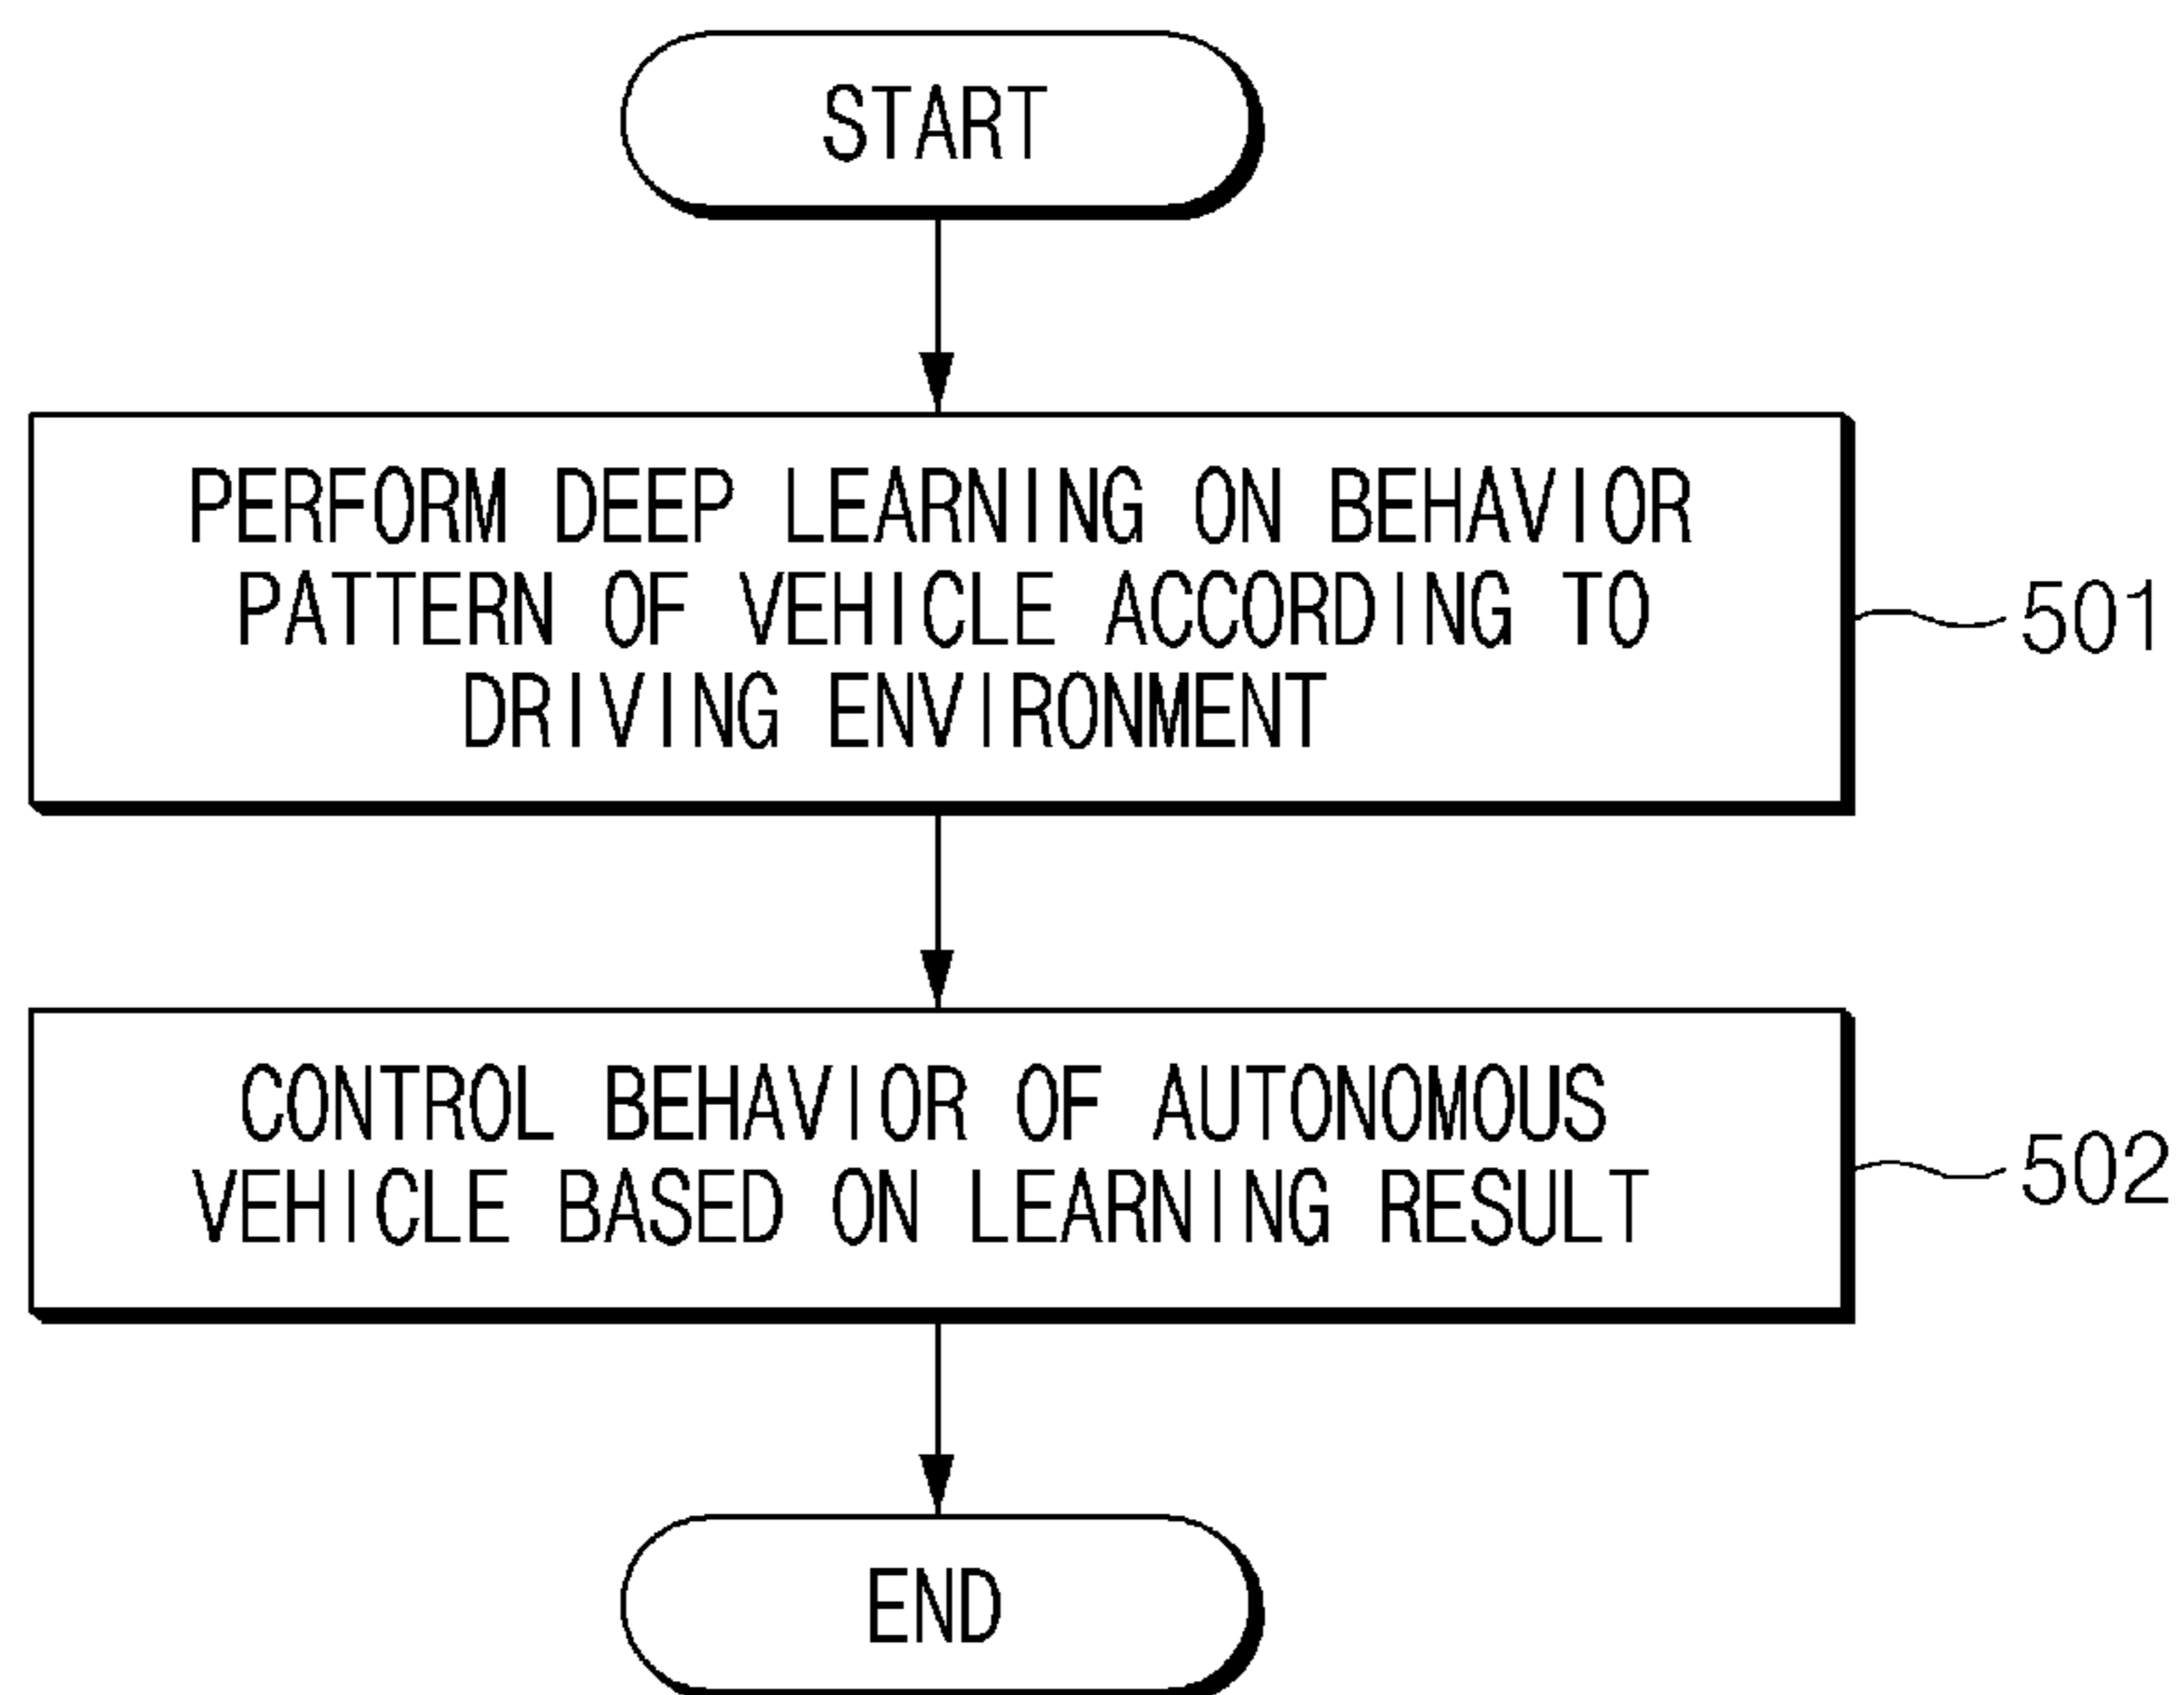 START
PERFORM DEEP LEARNING ON BEHAVIOR
PATTERN OF VEHICLE ACCORDING TO
DRIVING ENVIRONMENT
501
CONTROL BEHAVIOR OF AUTONOMOUS
VEHICLE BASED ON LEARNING RESULT
502
END